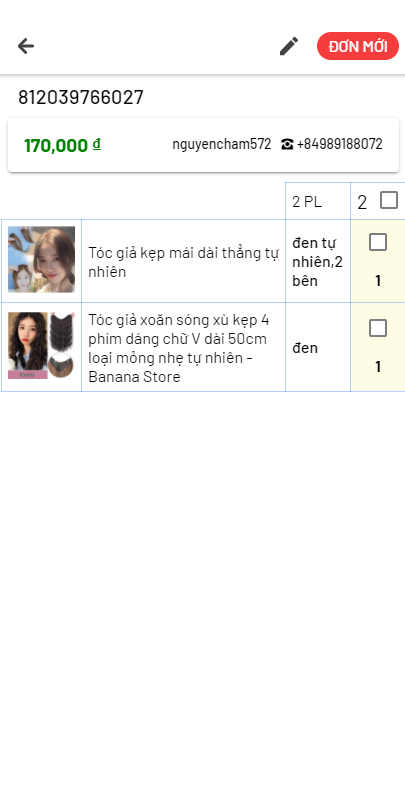 ĐƠN MỚI
812039766027
170,000 ₫
nguyencham572
+84989188072
2 PL
2
Tóc giả kẹp mái dài thẳng tự
nhiên
đen tự
nhiên,2
bên
1
Tóc giả xoăn sóng xù kẹp 4
phím dáng chữ V dài 50cm
loại mỏng nhẹ tự nhiên -
Banana Store
đen
1